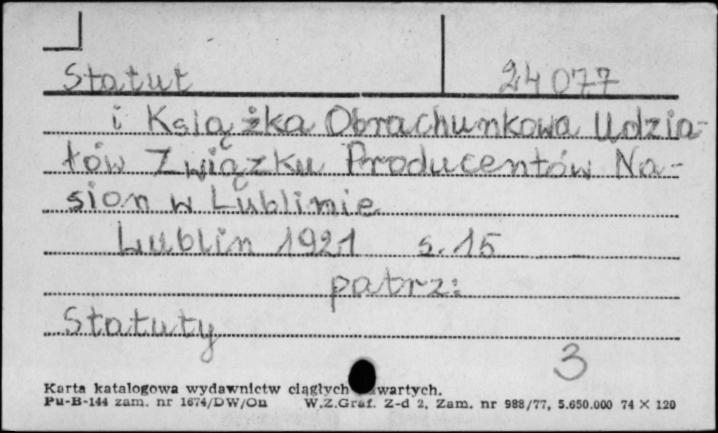 Statut 24077
i Książka Obrachunkowa Udzia-
łów Związku Producentów Na-
sion w Lublinie
Lublin 1921 s. 15
patrz:
Statuty
3
Karta katalogowa wydawnictw ciągłych wartych.
Pu-B-144 zam. nr 1674/DW/On W.Z.Graf. Z-d 2, Zam. nr 988/77, 5.650.000 74 X 120